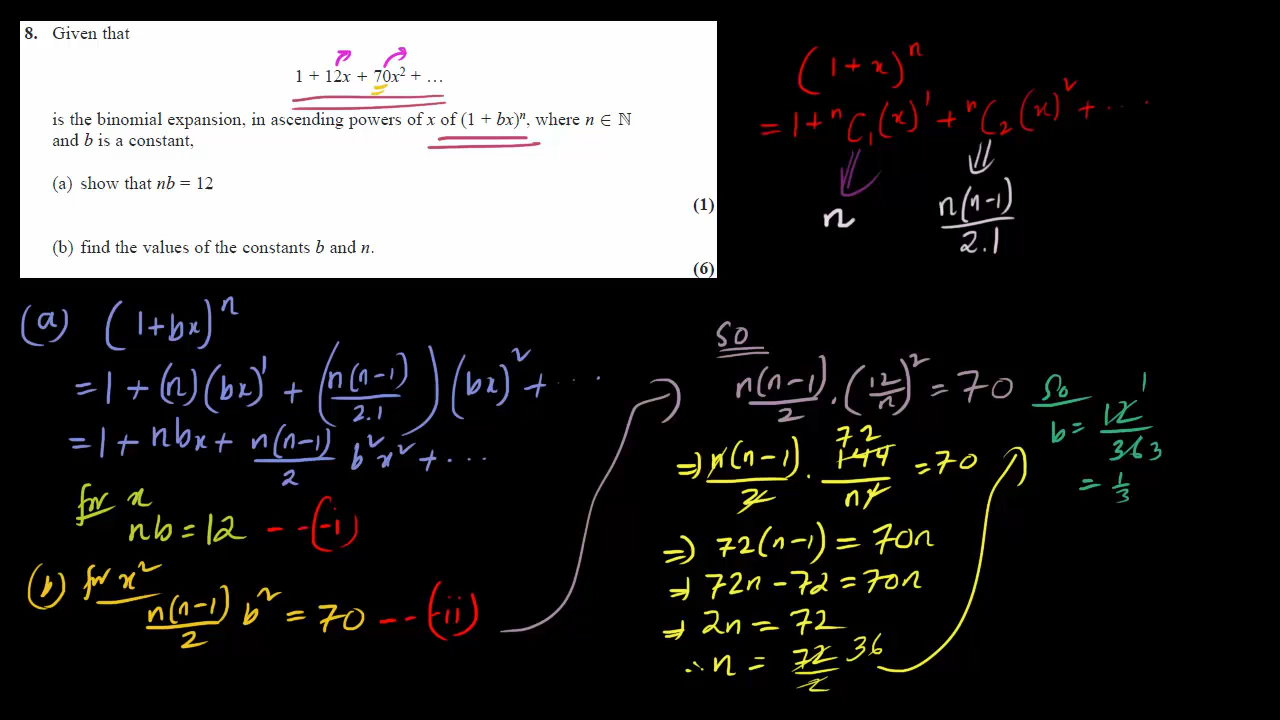 8. Given that
1 + 12x + 70x² + …
is the binomial expansion, in ascending powers of x of (1 + bx)ⁿ, where n ∈ ℕ
and b is a constant,
(a) show that nb = 12
(1)
(b) find the values of the constants b and n.
(6)
(1+x)ⁿ
= 1 + ⁿC₁(x)¹ + ⁿC₂(x)² + ....
n
n(n-1)/2.1
(a) (1+bx)ⁿ
= 1 + (n)(bx)¹ + (n(n-1)/2.1)(bx)² + ....
= 1 + nbx + n(n-1)/2 b²x² + ...
for x
nb = 12 ---(i)
(b) for x²
n(n-1)/2 b² = 70 ---(ii)
So
n(n-1)/2 . (12/n)² = 70
=> n(n-1)/2 . 144/n² = 70
72
=> 72(n-1) = 70n
=> 72n - 72 = 70n
=> 2n = 72
∴ n = 72/2 36
So
b = 12/36 1 3
= 1/3